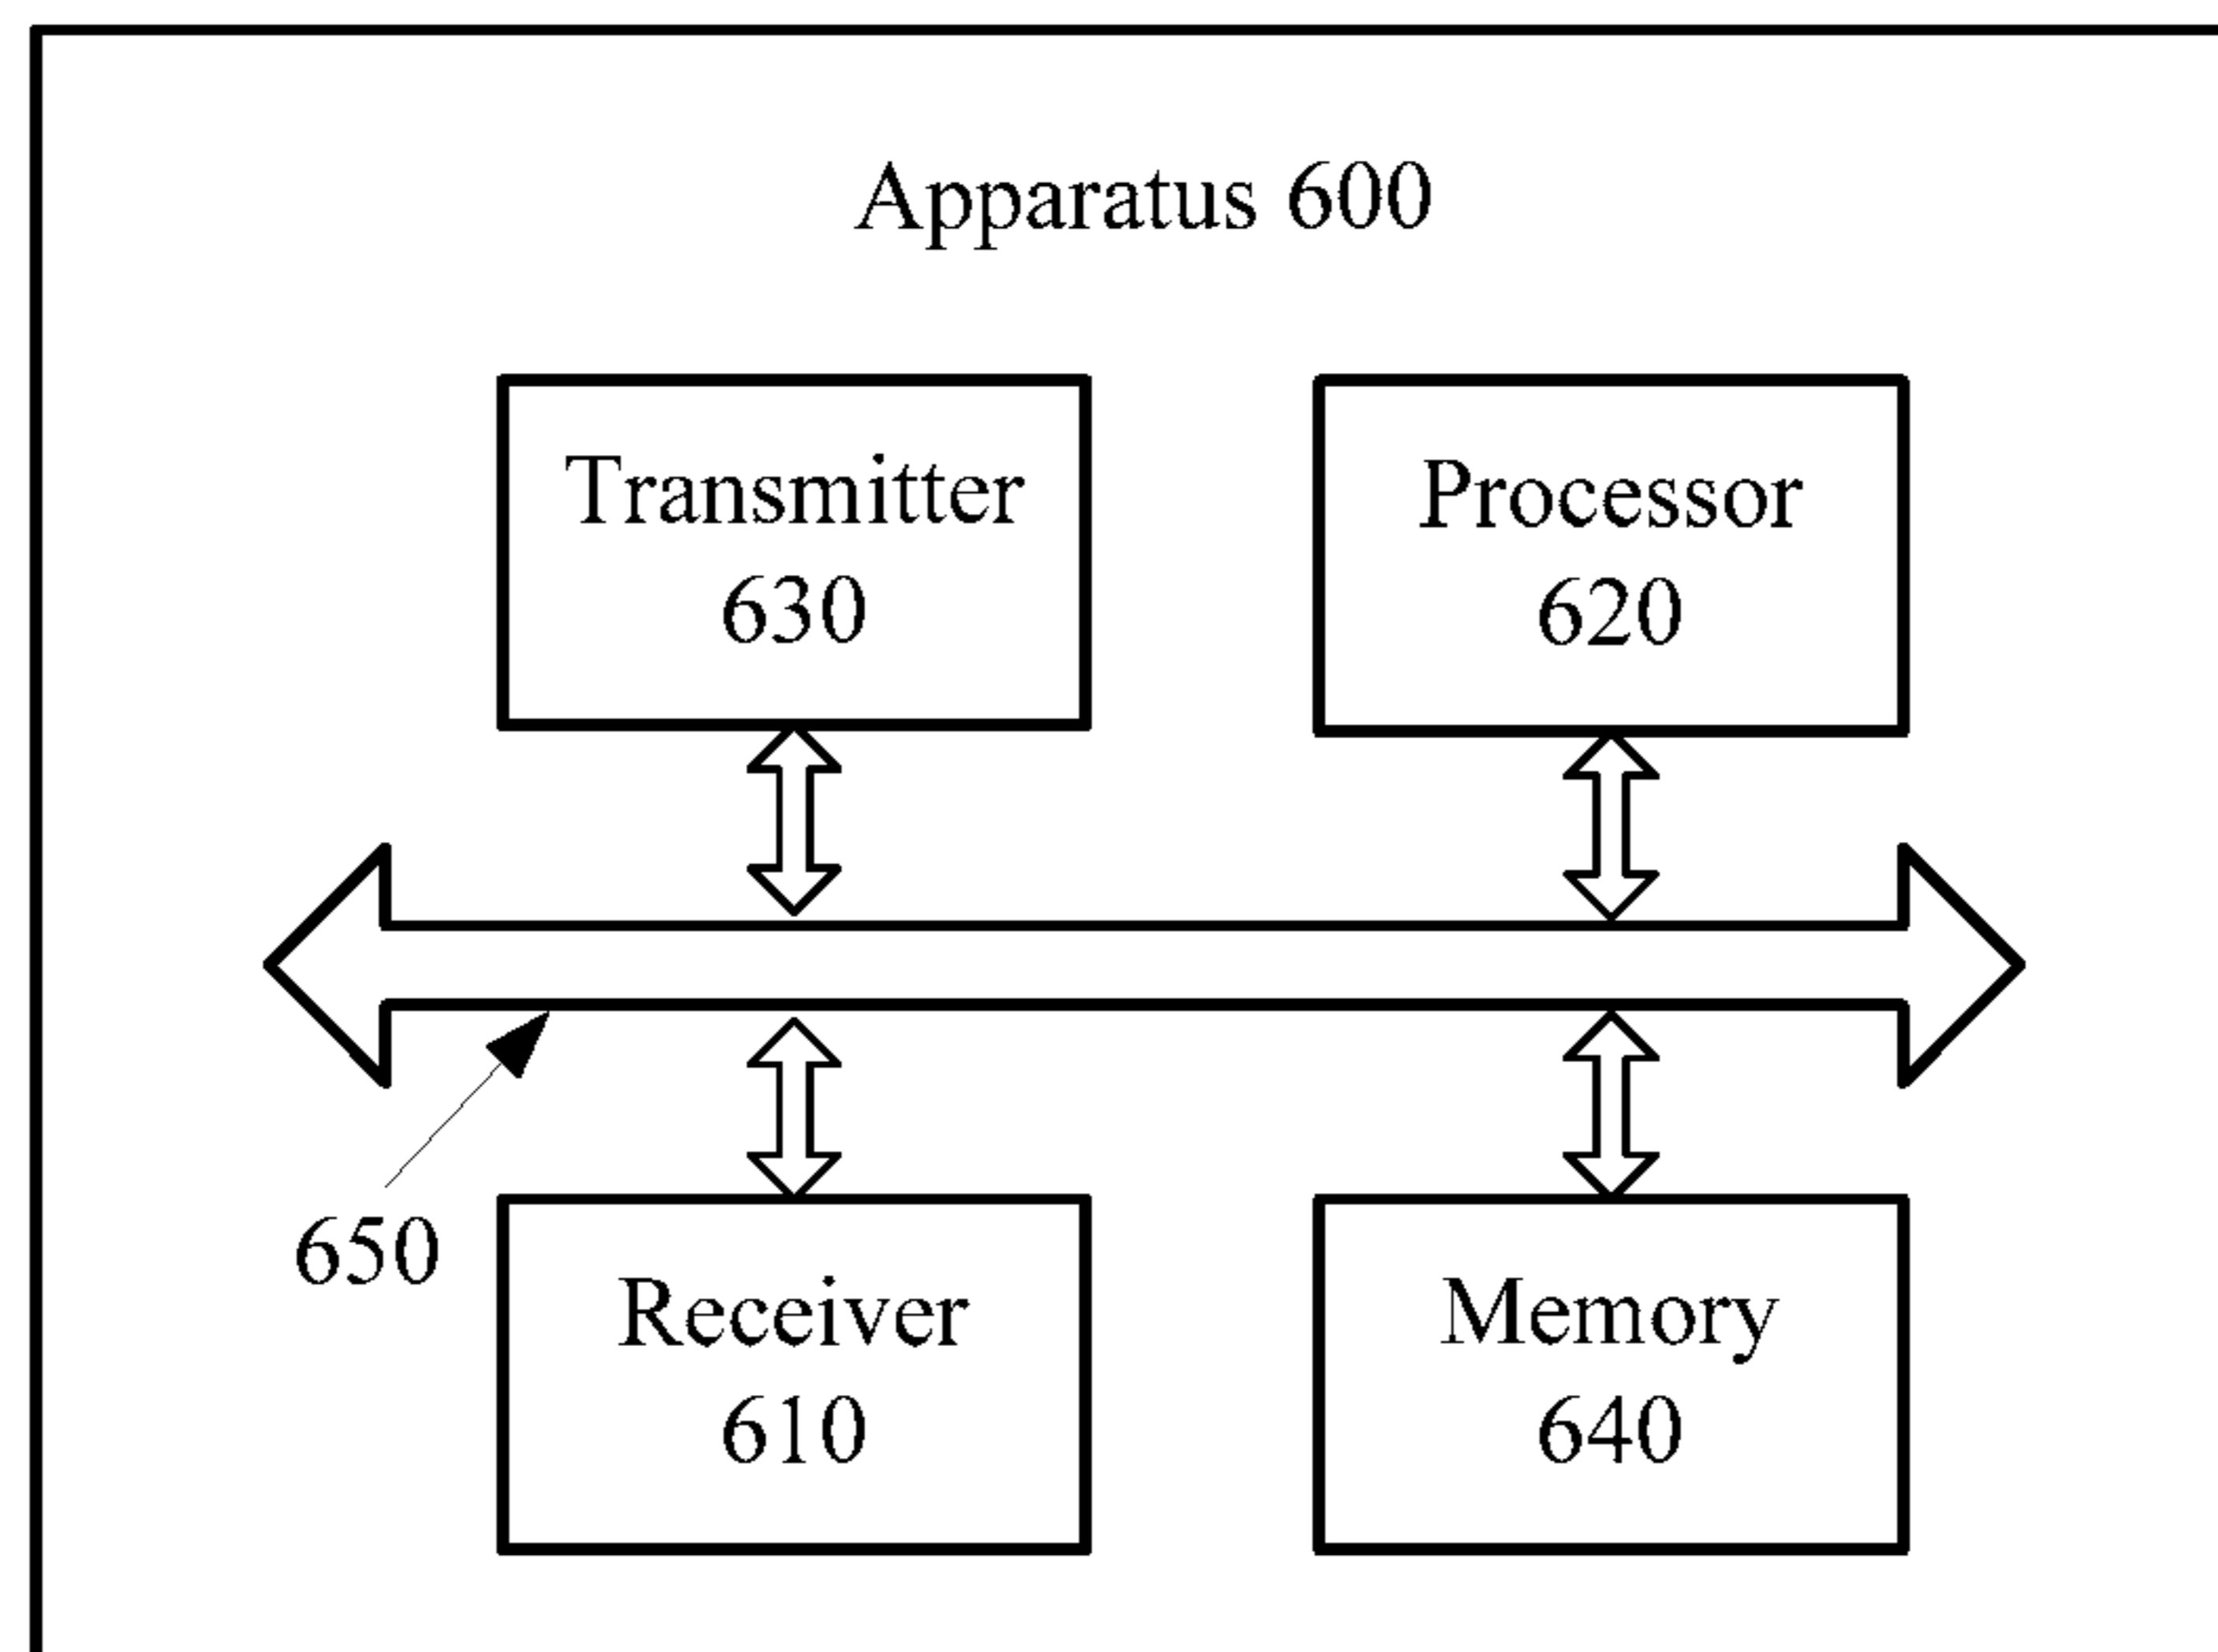 Apparatus 600
Transmitter
630
Processor
620
650
Receiver
610
Memory
640